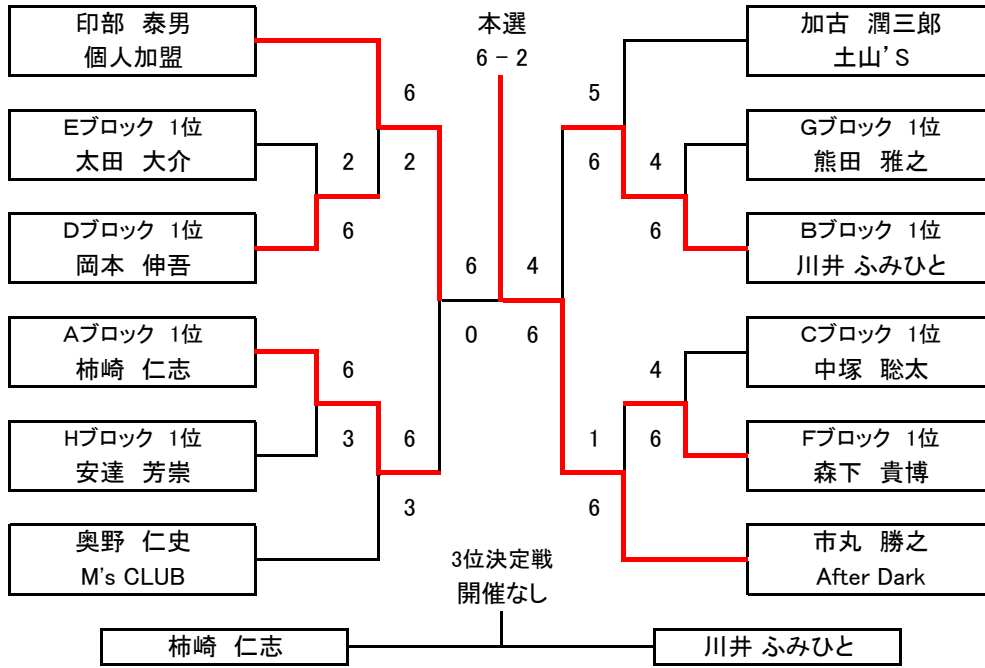 印部 泰男
個人加盟
Eブロック 1位
太田 大介
Dブロック 1位
岡本 伸吾
Aブロック 1位
柿崎 仁志
Hブロック 1位
安達 芳崇
奥野 仁史
M's CLUB
6
2
2
6
6
3
6
3
6
0
本選
6 - 2
4
6
5
6
4
6
4
6
1
6
加古 潤三郎
土山'S
Gブロック 1位
熊田 雅之
Bブロック 1位
川井 ふみひと
Cブロック 1位
中塚 聡太
Fブロック 1位
森下 貴博
市丸 勝之
After Dark
3位決定戦
開催なし
柿崎 仁志
川井 ふみひと